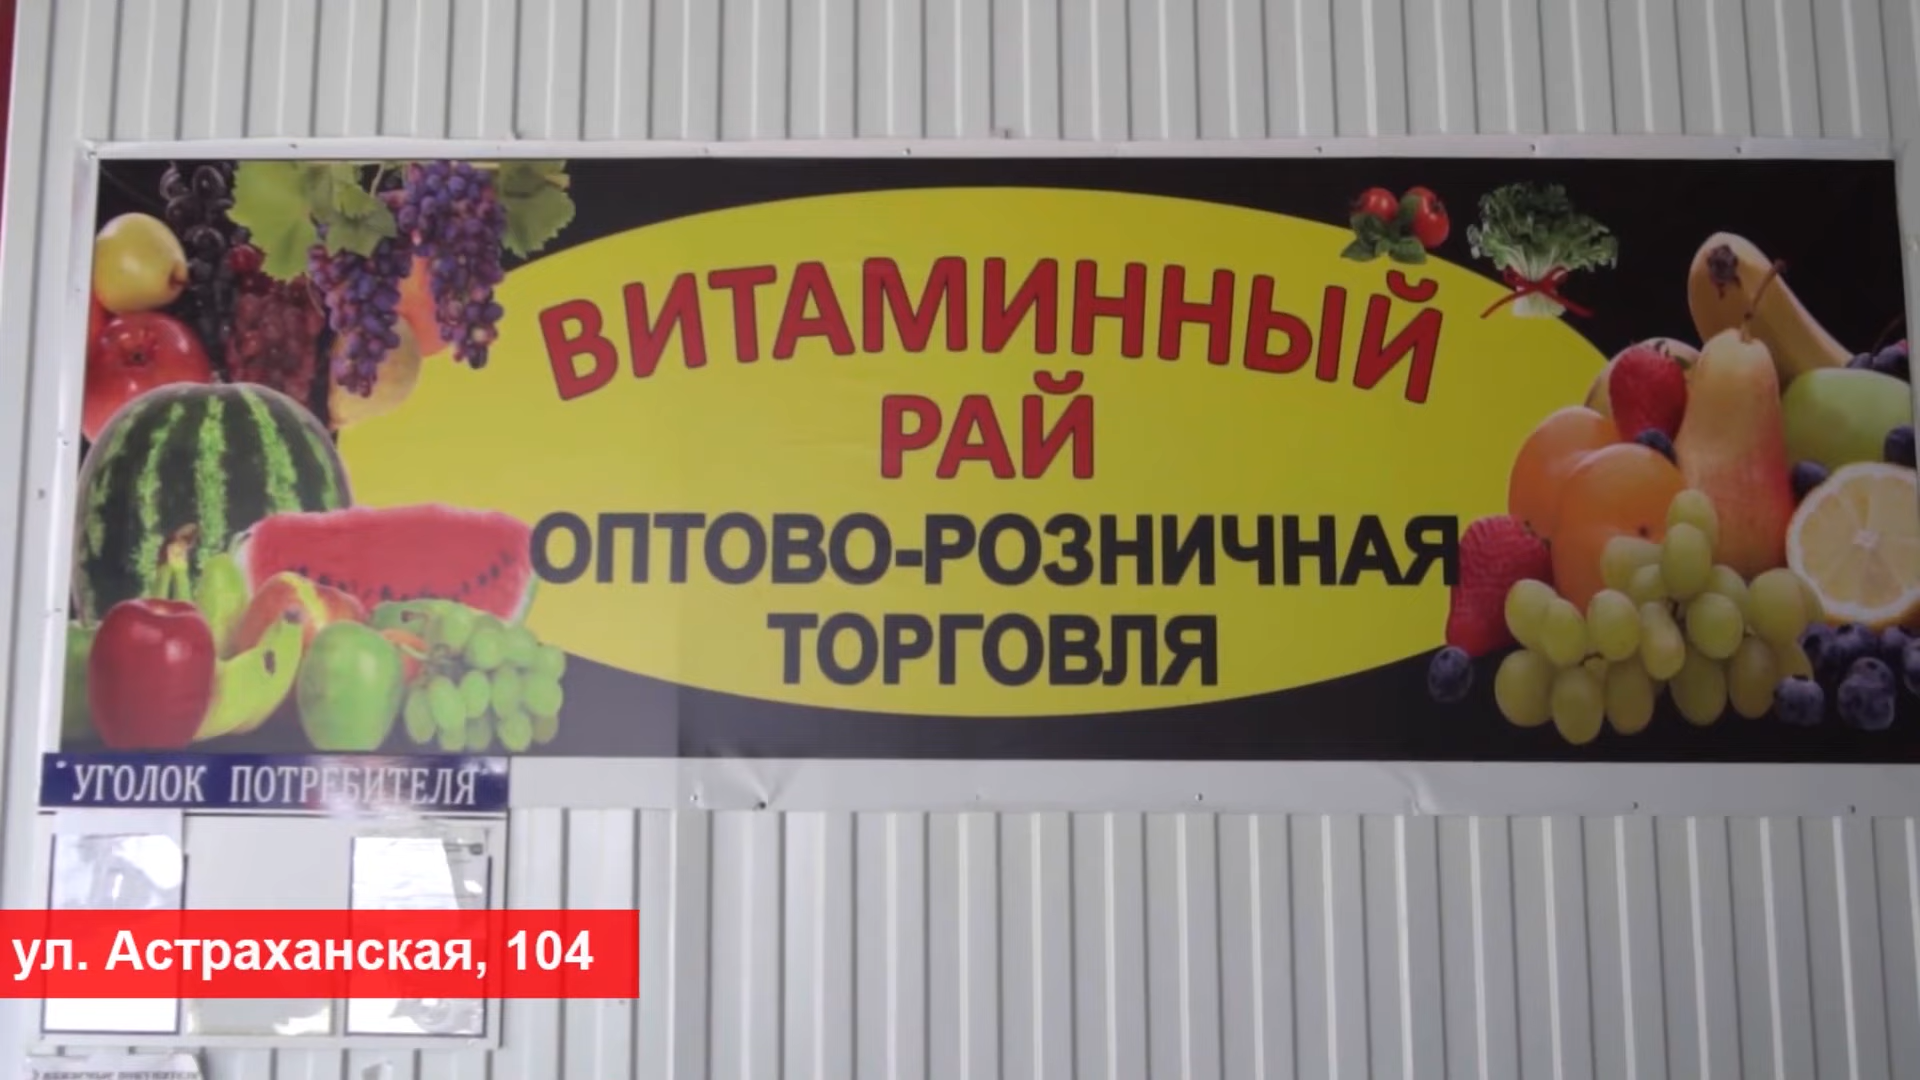 ВИТАМИННЫЙ
РАЙ
ОПТОВО-РОЗНИЧНАЯ
ТОРГОВЛЯ
"УГОЛОК ПОТРЕБИТЕЛЯ"
ул. Астраханская, 104